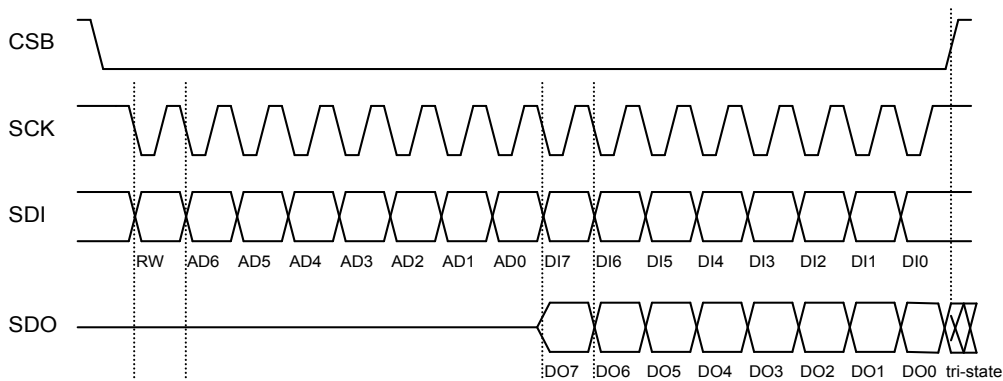 CSB
SCK
SDI
RW AD6 AD5 AD4 AD3 AD2 AD1 AD0 DI7 DI6 DI5 DI4 DI3 DI2 DI1 DI0
SDO
DO7 DO6 DO5 DO4 DO3 DO2 DO1 DO0 tri-state